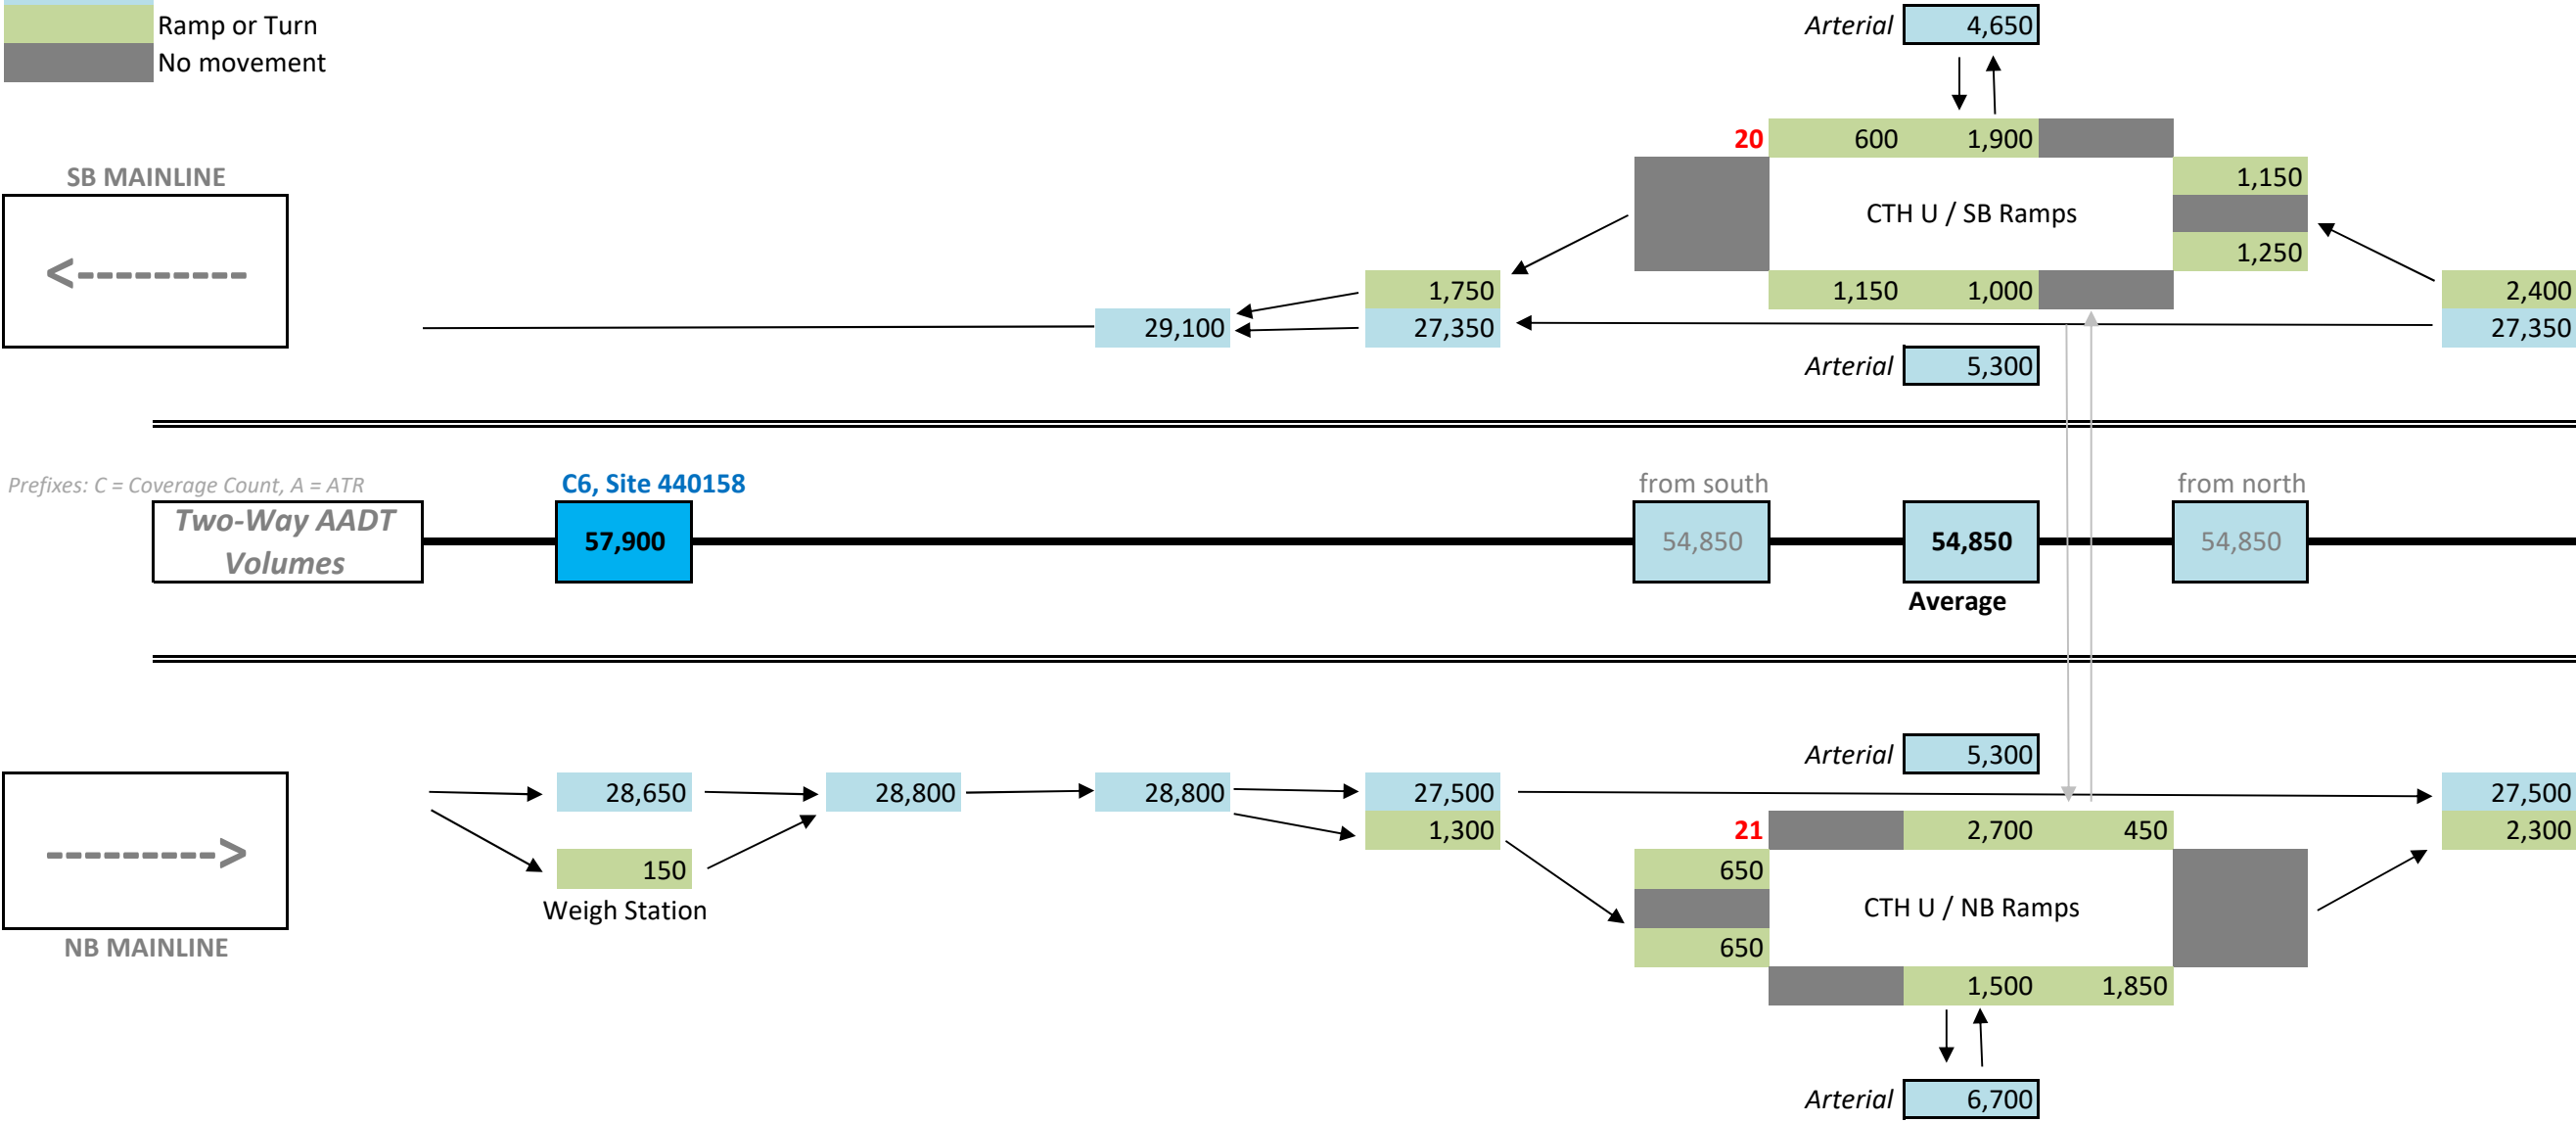 Ramp or Turn
No movement
Arterial 4,650
20 600 1,900
SB MAINLINE
1,150
CTH U / SB Ramps
<----------
1,250
1,750 1,150 1,000 2,400
29,100 27,350 27,350
Arterial 5,300
Prefixes: C = Coverage Count, A = ATR
C6, Site 440158
from south
from north
Two-Way AADT
Volumes
57,900
54,850
54,850
54,850
Average
Arterial 5,300
28,650 28,800 28,800 27,500 27,500
1,300 21 2,700 450 2,300
---------->
150
650
Weigh Station
CTH U / NB Ramps
NB MAINLINE
650
1,500 1,850
Arterial 6,700